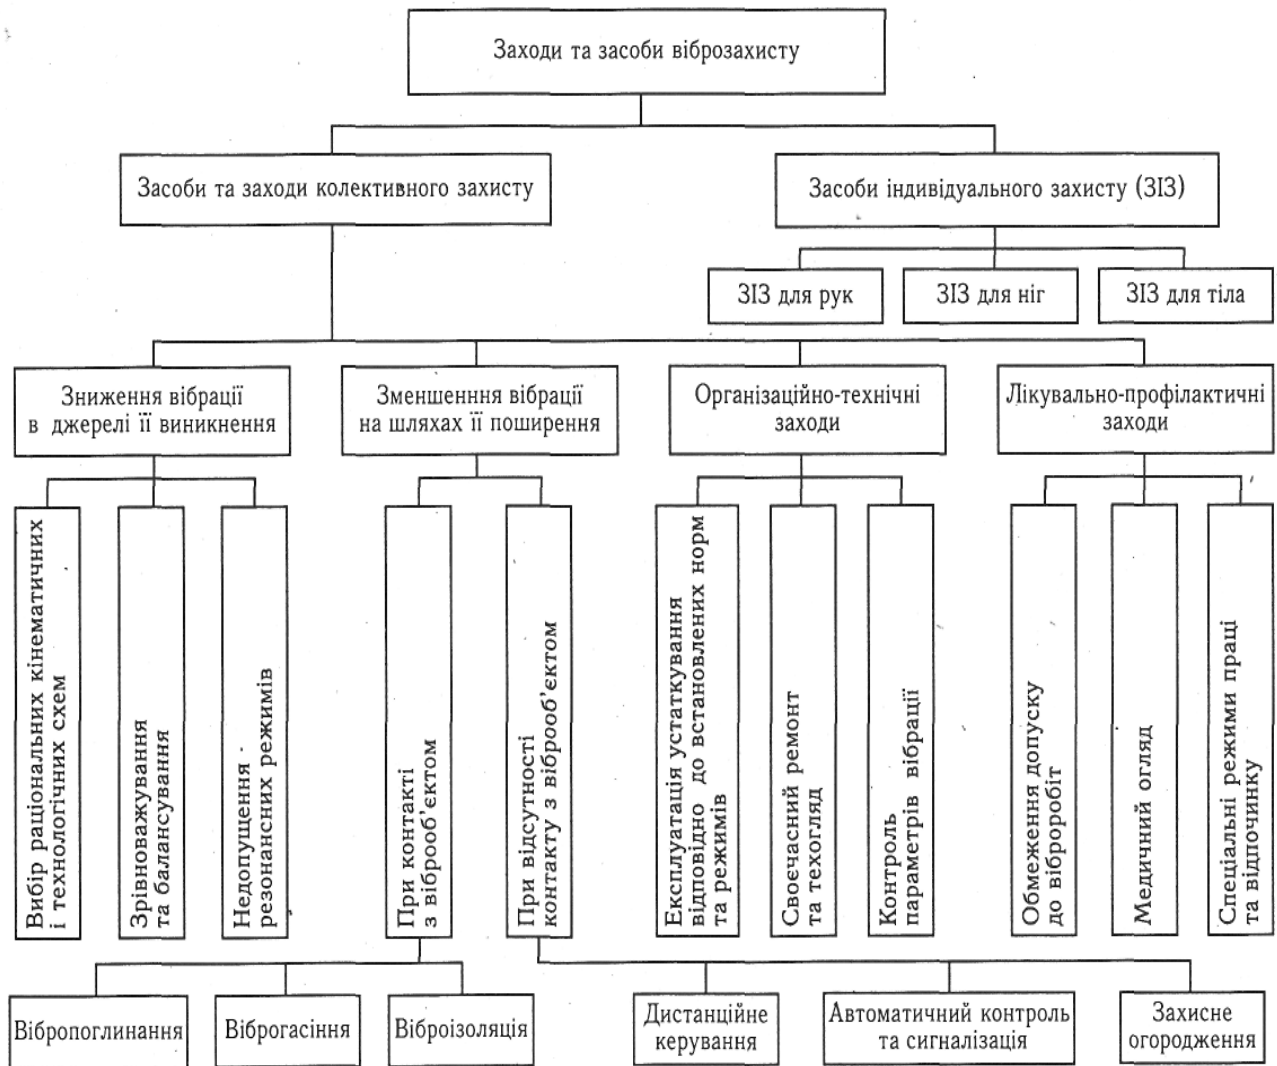 Заходи та засоби віброзахисту
Засоби та заходи колективного захисту
Засоби індивідуального захисту (ЗІЗ)
ЗІЗ для рук
ЗІЗ для ніг
ЗІЗ для тіла
Зниження вібрації
в джерелі її виникнення
Зменшенння вібрації
на шляхах її поширення
Організаційно-технічні
заходи
Лікувально-профілактичні
заходи
Вибір раціональних кінематичних
і технологічних схем
Зрівноважування
та балансування
Недопущення
резонансних режимів
При контакті
з віброоб'єктом
При відсутності
контакту з віброоб'єктом
Експлуатація устаткування
відповідно до встановлених норм
та режимів
Своєчасний ремонт
та техогляд
Контроль
параметрів вібрації
Обмеження допуску
до віброробіт
Медичний огляд
Спеціальні режими праці
та відпочинку
Вібропоглинання
Віброгасіння
Віброізоляція
Дистанційне
керування
Автоматичний контроль
та сигналізація
Захисне
огородження